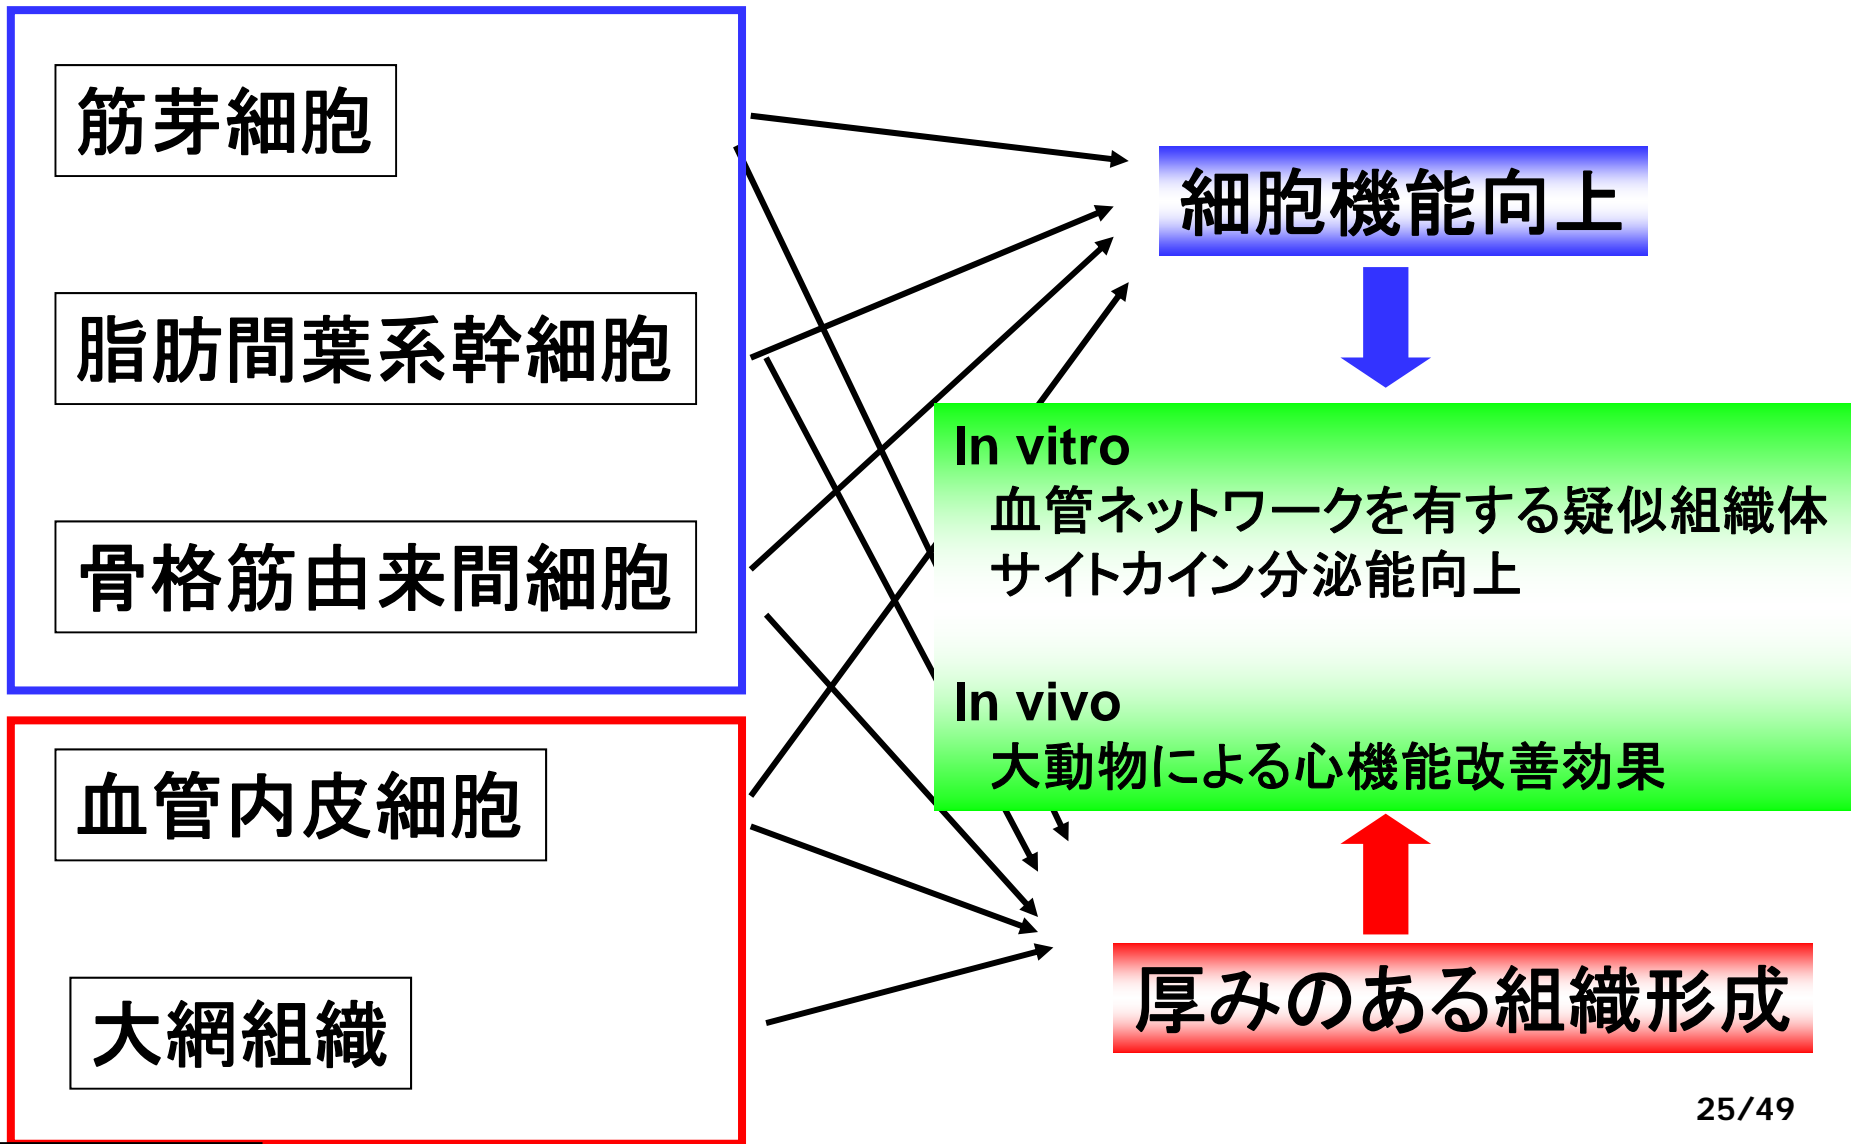 筋芽細胞
脂肪間葉系幹細胞
骨格筋由来間細胞
血管内皮細胞
大網組織
細胞機能向上
In vitro
血管ネットワークを有する疑似組織体
サイトカイン分泌能向上
In vivo
大動物による心機能改善効果
厚みのある組織形成
25/49